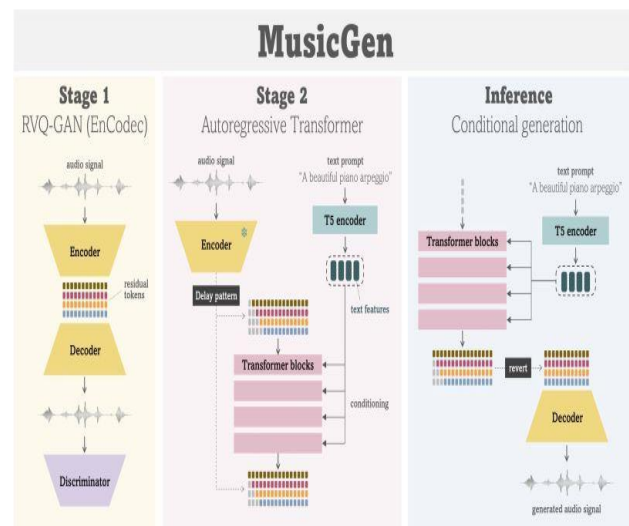 MusicGen
Stage 1
RVQ-GAN (EnCodec)
audio signal
Encoder
residual
tokens
Decoder
Discriminator
Stage 2
Autoregressive Transformer
audio signal
text prompt
"A beautiful piano arpeggio"
Encoder
T5 encoder
Delay pattern
text features
Transformer blocks
conditioning
Inference
Conditional generation
text prompt
"A beautiful piano arpeggio"
T5 encoder
Transformer blocks
revert
Decoder
generated audio signal